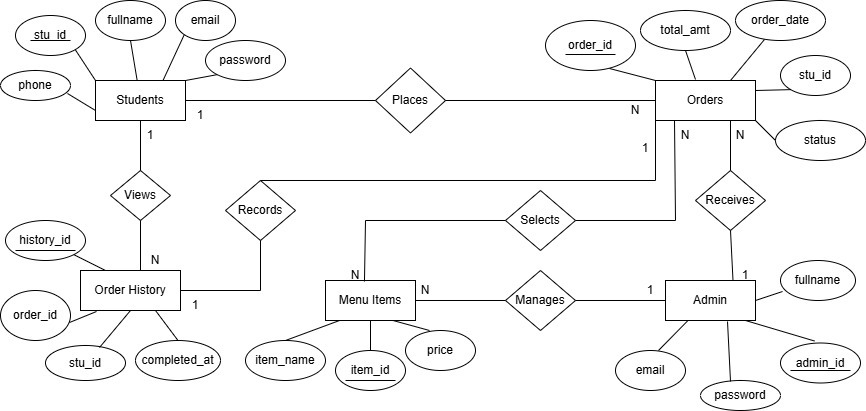 fullname
email
stu_id
password
phone
Students
1
1
Places
order_id
total_amt
order_date
stu_id
status
Orders
N
1
N
N
Views
Records
Selects
Receives
history_id
N
Order History
1
order_id
stu_id
completed_at
N
Menu Items
N
Manages
1
1
Admin
fullname
item_name
item_id
price
email
password
admin_id